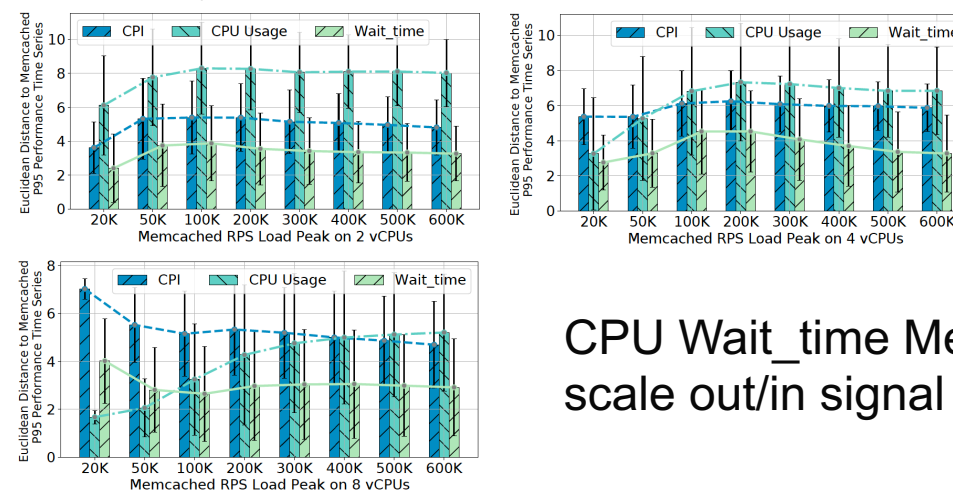 CPI CPU Usage Wait_time
Euclidean Distance to Memcached
P95 Performance Time Series
10
8
6
4
2
0
20K 50K 100K 200K 300K 400K 500K 600K
Memcached RPS Load Peak on 2 vCPUs
CPI CPU Usage
Euclidean Distance to Memcached
P95 Performance Time Series
10
8
6
4
2
0
20K 50K 100K 200K 300K 400K 500K
Memcached RPS Load Peak on 4 vCPUs
CPI CPU Usage Wait_time
Euclidean Distance to Memcached
P95 Performance Time Series
8
6
4
2
0
20K 50K 100K 200K 300K 400K 500K 600K
Memcached RPS Load Peak on 8 vCPUs
CPU Wait_time
scale out/in signal